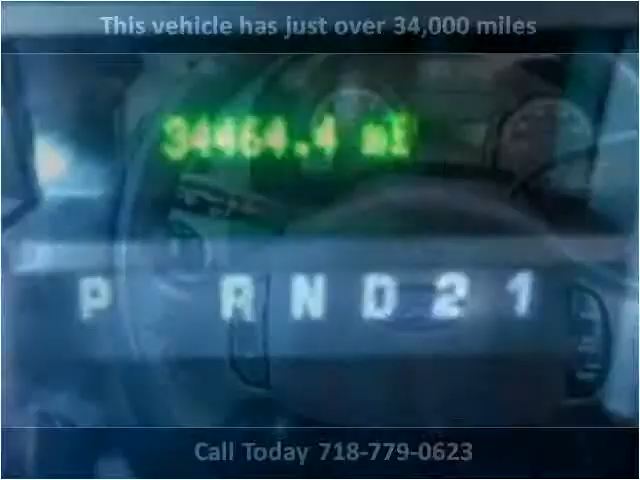 This vehicle has just over 34,000 miles
34464.4 mi
P R N D 2 1
Call Today 718-779-0623